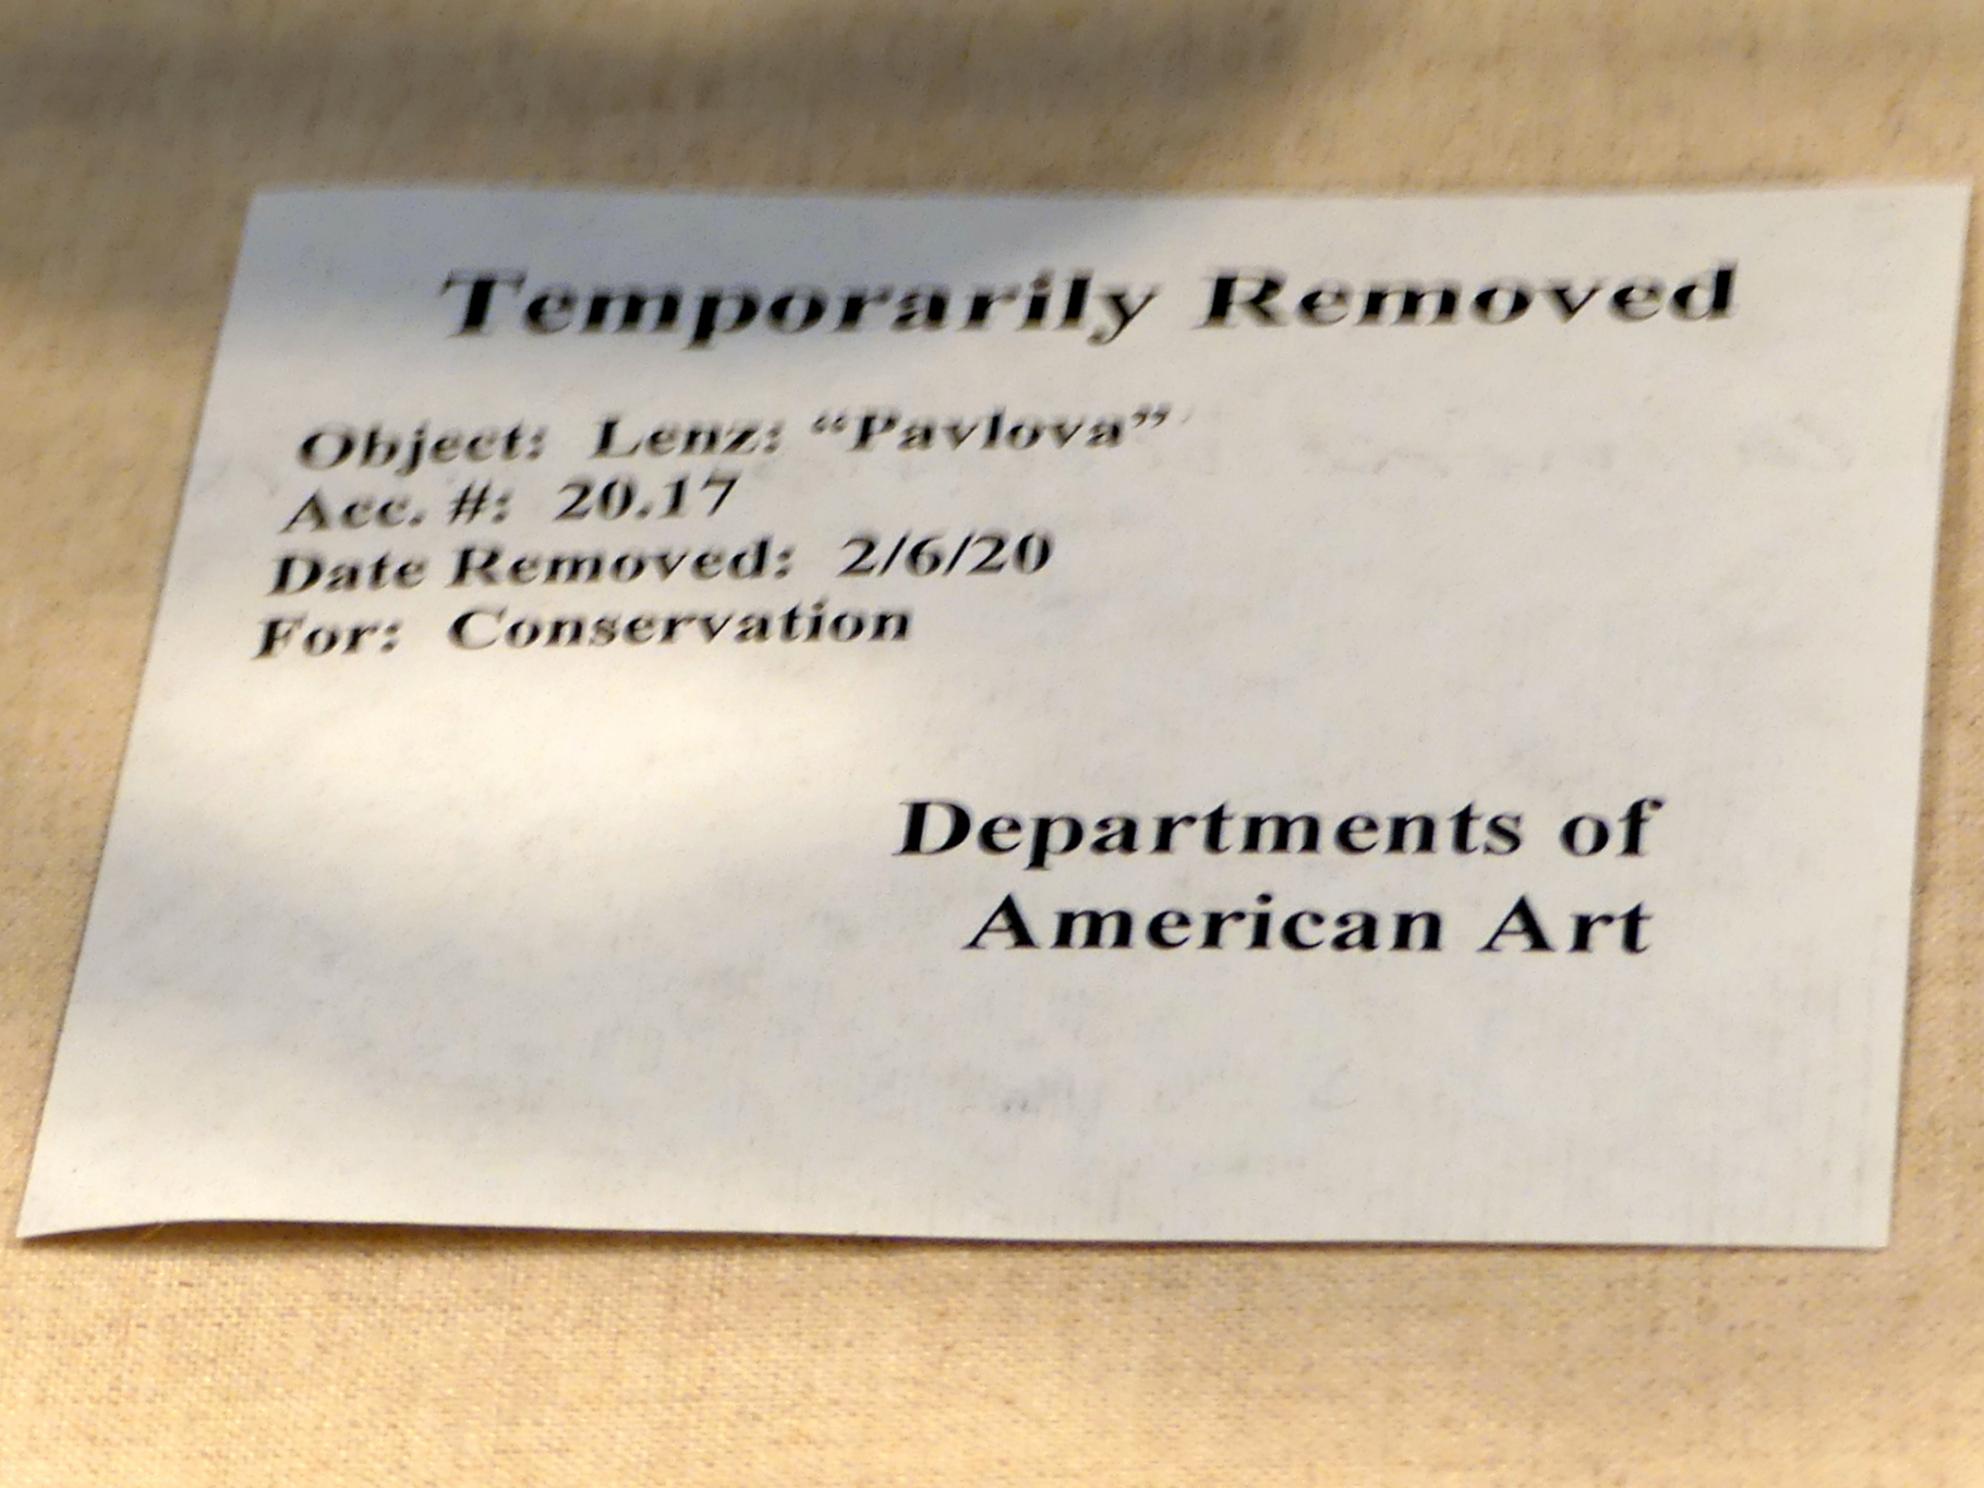 Temporarily Removed
Object: Lenz: “Pavlova”
Acc. #: 20.17
Date Removed: 2/6/20
For: Conservation
Departments of
American Art